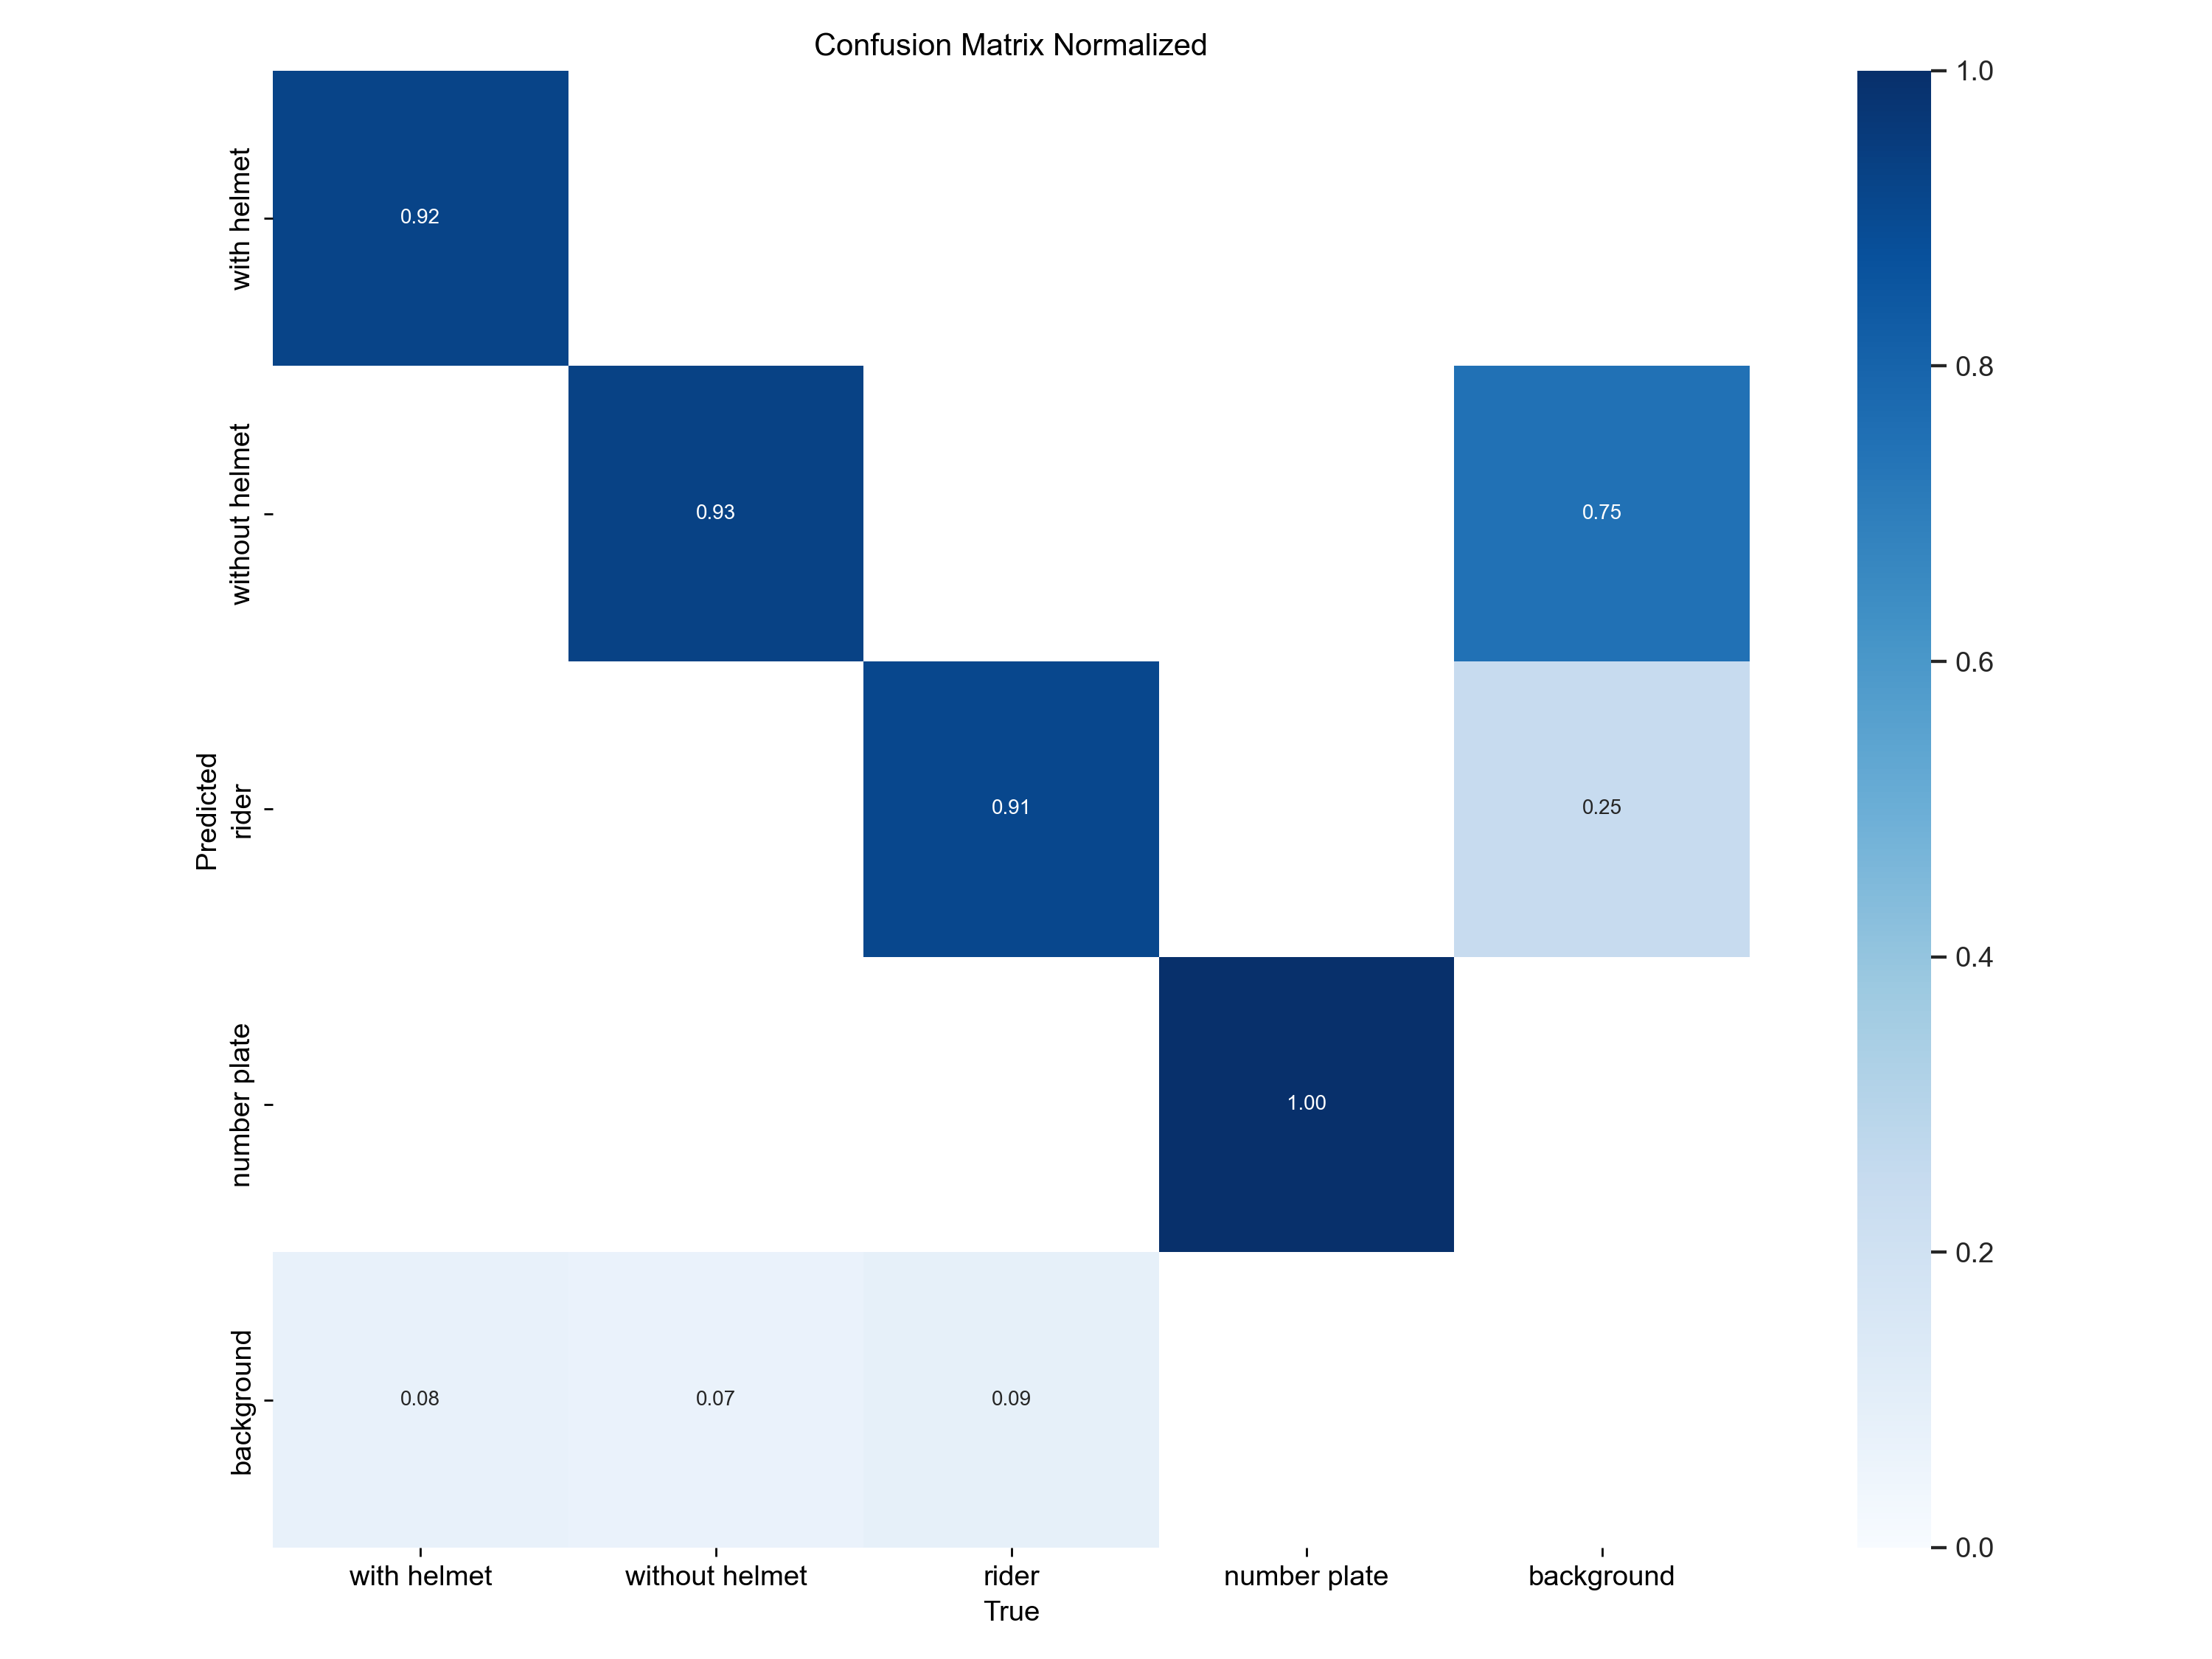 Confusion Matrix Normalized
with helmet
without helmet
rider
number plate
background
Predicted
0.92
0.93
0.75
0.91
0.25
1.00
0.08
0.07
0.09
with helmet
without helmet
rider
number plate
background
True
1.0
0.8
0.6
0.4
0.2
0.0